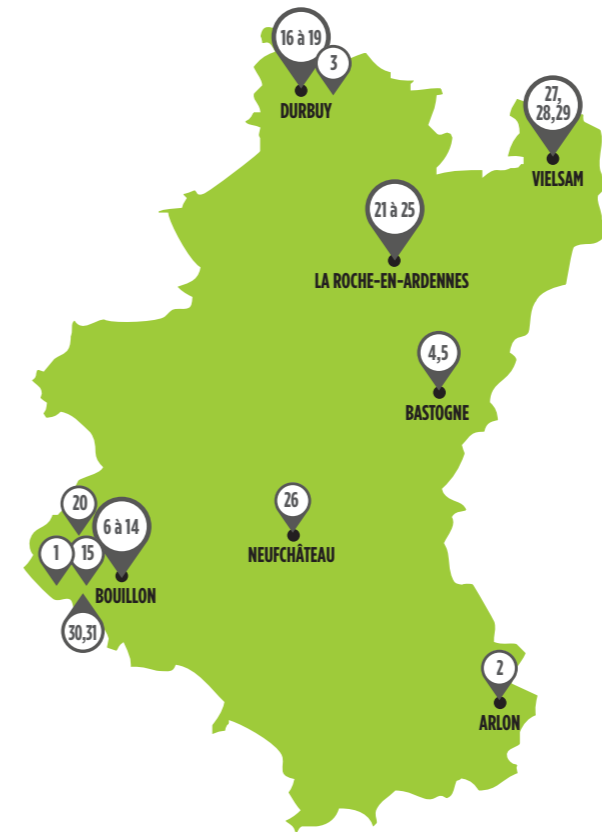 16 à 19
3
DURBUY
27,
28,29
VIELSAM
21 à 25
LA ROCHE-EN-ARDENNES
4,5
BASTOGNE
20
6 à 14
26
1
15
NEUFCHÂTEAU
BOUILLON
30,31
2
ARLON